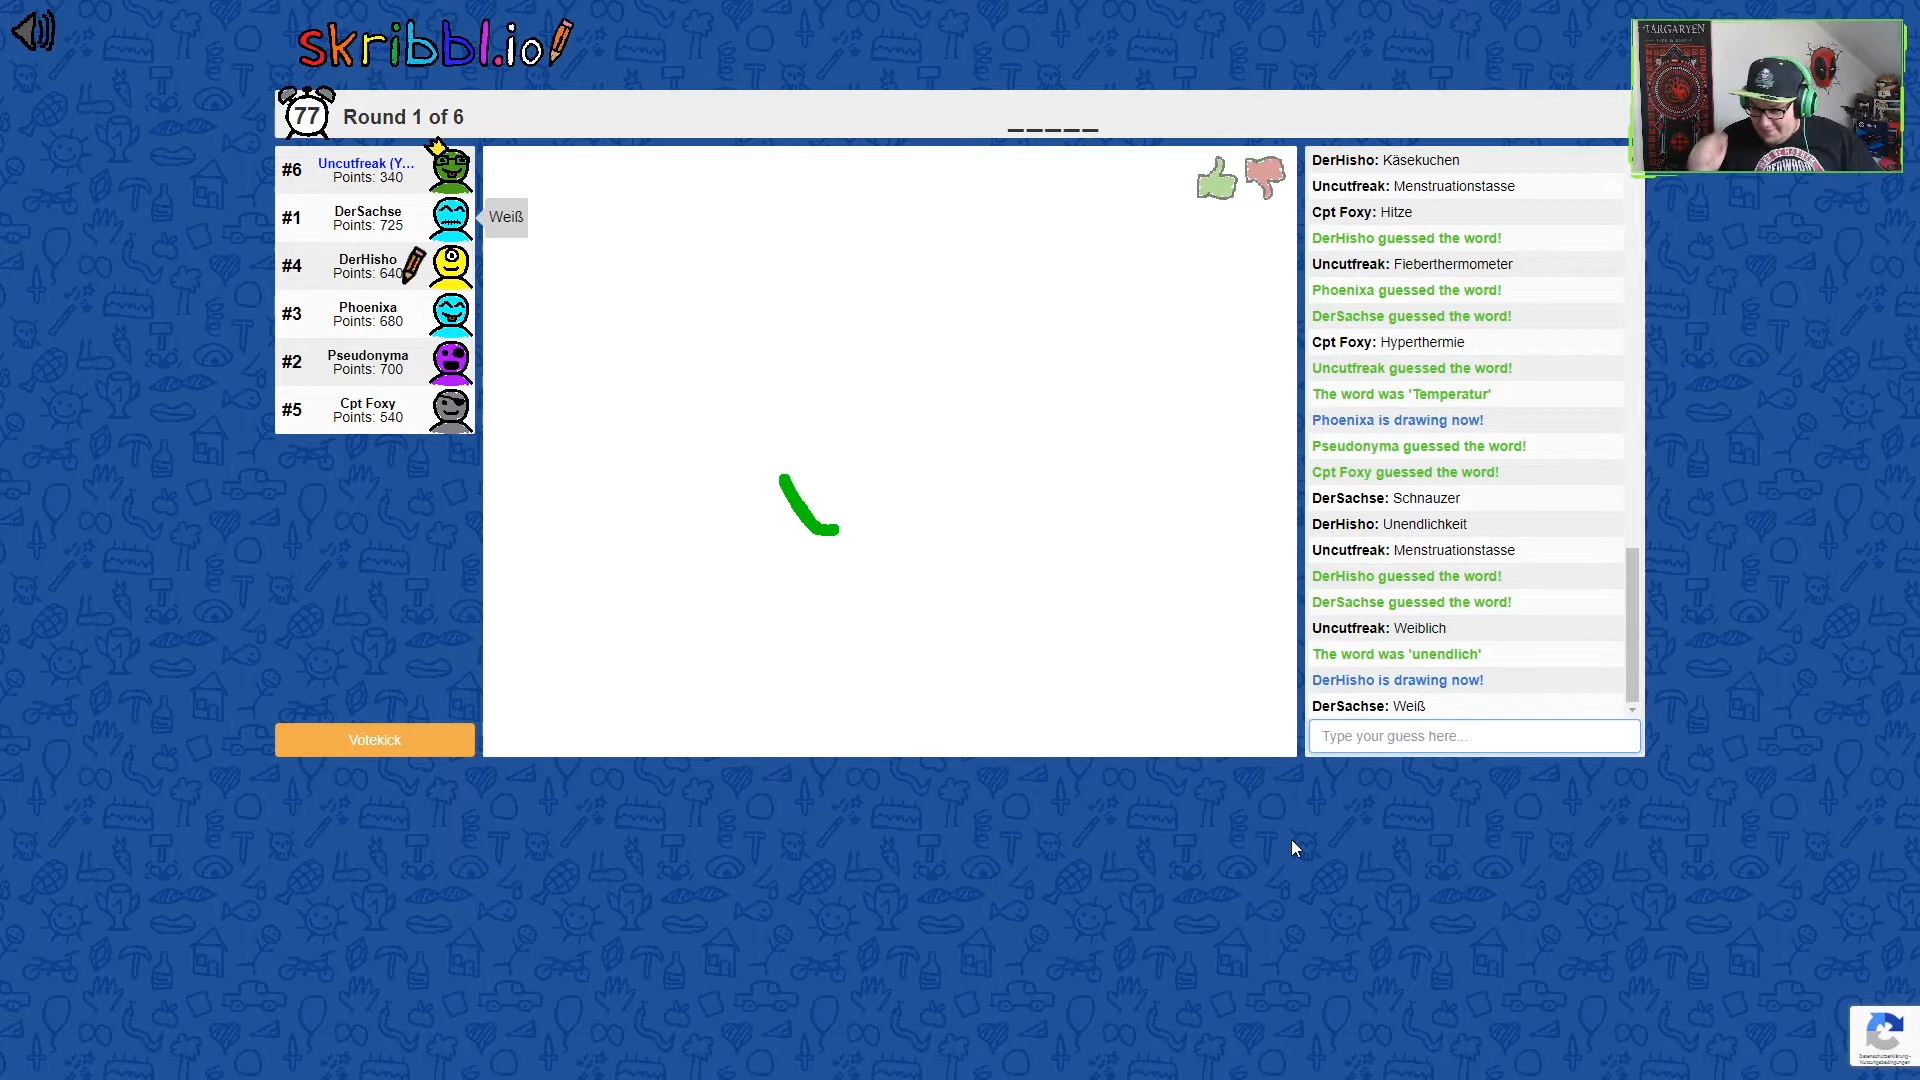 skribbl.io
TARGARYEN
77
Round 1 of 6
_____
#6
Uncutfreak (Y...
Points: 340
#1
DerSachse
Points: 725
Weiß
#4
DerHisho
Points: 640
#3
Phoenixa
Points: 680
#2
Pseudonyma
Points: 700
#5
Cpt Foxy
Points: 540
Votekick
DerHisho: Käsekuchen
Uncutfreak: Menstruationstasse
Cpt Foxy: Hitze
DerHisho guessed the word!
Uncutfreak: Fieberthermometer
Phoenixa guessed the word!
DerSachse guessed the word!
Cpt Foxy: Hyperthermie
Uncutfreak guessed the word!
The word was 'Temperatur'
Phoenixa is drawing now!
Pseudonyma guessed the word!
Cpt Foxy guessed the word!
DerSachse: Schnauzer
DerHisho: Unendlichkeit
Uncutfreak: Menstruationstasse
DerHisho guessed the word!
DerSachse guessed the word!
Uncutfreak: Weiblich
The word was 'unendlich'
DerHisho is drawing now!
DerSachse: Weiß
Type your guess here...
Datenschutzerklärung -
Nutzungsbedingungen